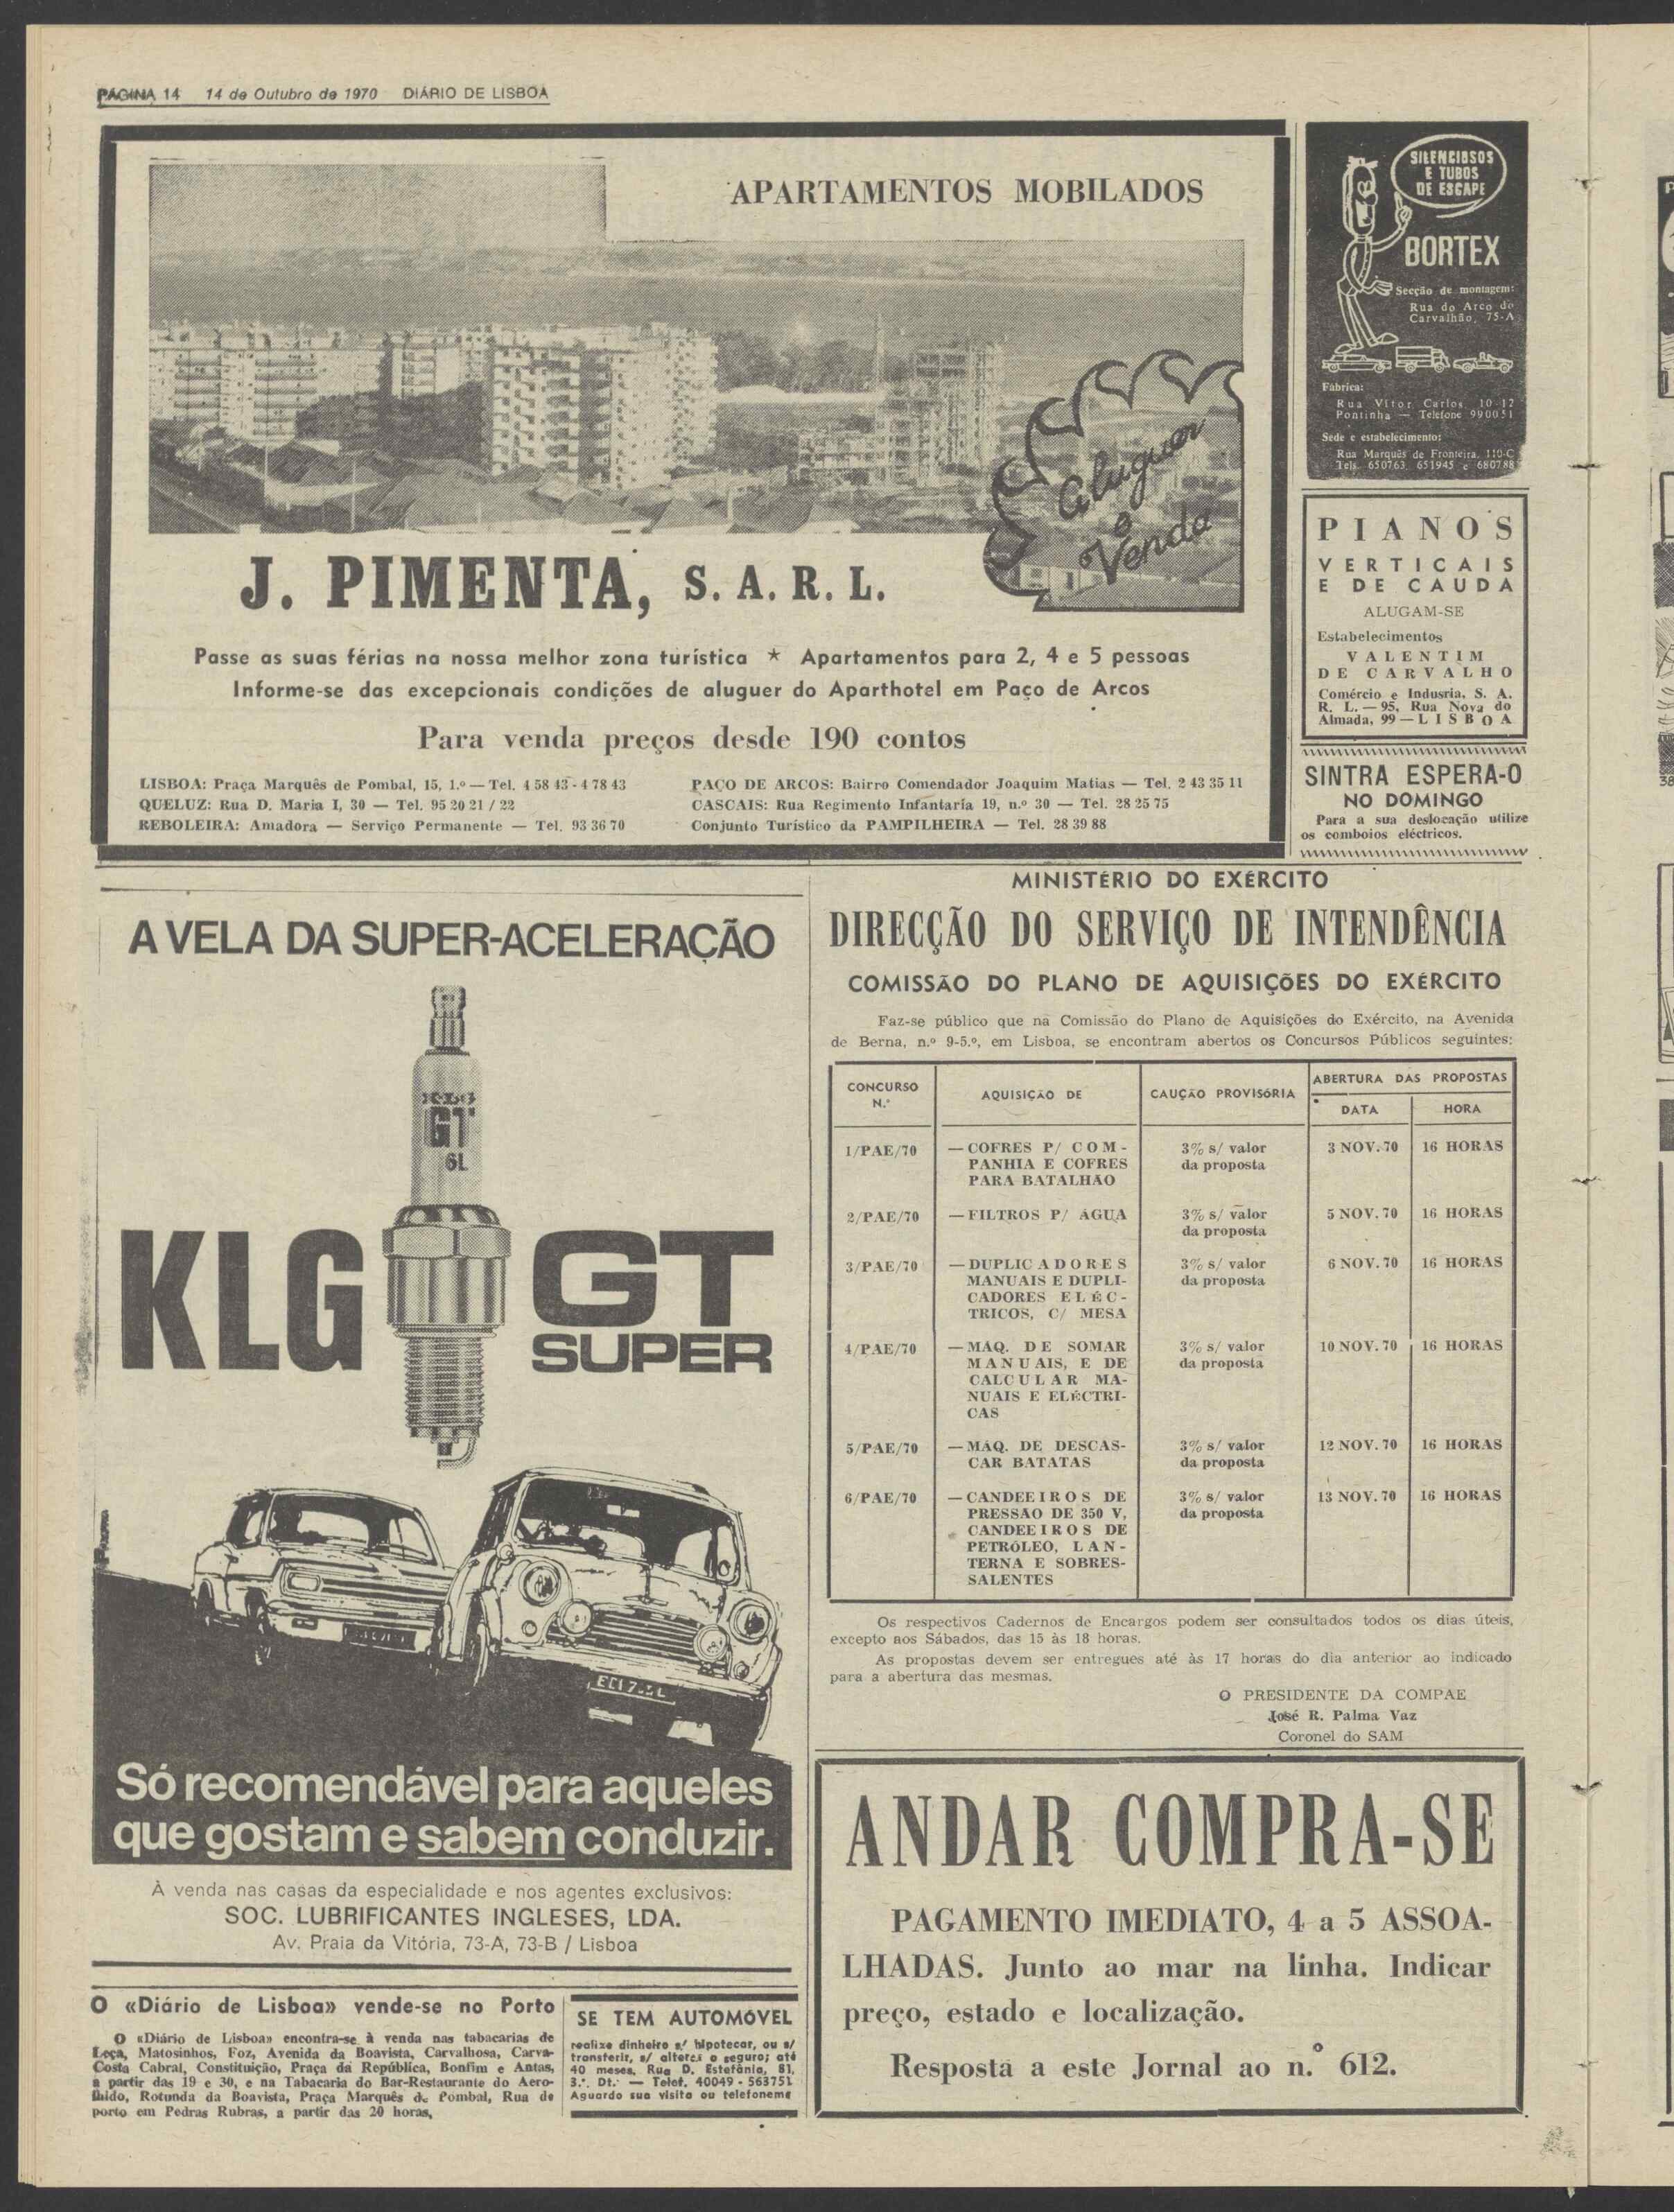 PÁGINA 14 14 de Outubro de 1970 DIÁRIO DE LISBOA
APARTAMENTOS MOBILADOS
Aluguer
e
Venda
J. PIMENTA, S. A. R. L.
Passe as suas férias na nossa melhor zona turística ★ Apartamentos para 2, 4 e 5 pessoas
Informe-se das excepcionais condições de aluguer do Aparthotel em Paço de Arcos
Para venda preços desde 190 contos
LISBOA: Praça Marquês de Pombal, 15, 1.º — Tel. 4 58 43 - 4 78 43
QUELUZ: Rua D. Maria I, 30 — Tel. 95 20 21 / 22
REBOLEIRA: Amadora — Serviço Permanente — Tel. 93 36 70
PAÇO DE ARCOS: Bairro Comendador Joaquim Matias — Tel. 2 43 35 11
CASCAIS: Rua Regimento Infantaria 19, n.º 30 — Tel. 28 25 75
Conjunto Turístico da PAMPILHEIRA — Tel. 28 39 88
SILENCIOSOS
E TUBOS
DE ESCAPE
BORTEX
Secção de montagem:
Rua do Arco do
Carvalhão, 75-A
Fábrica:
Rua Vitor Carlos, 10-12
Pontinha — Telefone 990051
Sede e estabelecimento:
Rua Marquês de Fronteira, 110-C
Tels. 650763, 651945 e 680788
PIANOS
VERTICAIS
E DE CAUDA
ALUGAM-SE
Estabelecimentos
VALENTIM
DE CARVALHO
Comércio e Indusria, S. A.
R. L. — 95, Rua Nova do
Almada, 99 — LISBOA
SINTRA ESPERA-O
NO DOMINGO
Para a sua deslocação utilize
os comboios eléctricos.
A VELA DA SUPER-ACELERAÇÃO
KLG
GT
6L
KLG GT
SUPER
Só recomendável para aqueles
que gostam e sabem conduzir.
À venda nas casas da especialidade e nos agentes exclusivos:
SOC. LUBRIFICANTES INGLESES, LDA.
Av. Praia da Vitória, 73-A, 73-B / Lisboa
O «Diário de Lisboa» vende-se no Porto
O «Diário de Lisboa» encontra-se à venda nas tabacarias de
Leça, Matosinhos, Foz, Avenida da Boavista, Carvalhosa, Carva-
Costa Cabral, Constituição, Praça da República, Bonfim e Antas,
a partir das 19 e 30, e na Tabacaria do Bar-Restaurante do Aero-
lhido, Rotunda da Boavista, Praça Marquês de Pombal, Rua de
porto em Pedras Rubras, a partir das 20 horas,
SE TEM AUTOMÓVEL
realize dinheiro s/ hipotecar, ou s/
transferir, s/ alterar o seguro; até
40 meses. Rua D. Estefânia, 81,
3.º. Dt.º — Telef. 40049 - 563751
Aguardo sua visita ou telefonema
MINISTÉRIO DO EXÉRCITO
DIRECÇÃO DO SERVIÇO DE INTENDÊNCIA
COMISSÃO DO PLANO DE AQUISIÇÕES DO EXÉRCITO
Faz-se público que na Comissão do Plano de Aquisições do Exército, na Avenida
de Berna, n.º 9-5.º, em Lisboa, se encontram abertos os Concursos Públicos seguintes:
CONCURSO N.º AQUISIÇÃO DE CAUÇÃO PROVISÓRIA ABERTURA DAS PROPOSTAS
DATA HORA
1/PAE/70 —COFRES P/ COM- 3% s/ valor 3 NOV. 70 16 HORAS
PANHIA E COFRES da proposta
PARA BATALHÃO
2/PAE/70 —FILTROS P/ ÁGUA 3% s/ valor 5 NOV. 70 16 HORAS
da proposta
3/PAE/70 —DUPLICADORES 3% s/ valor 6 NOV. 70 16 HORAS
MANUAIS E DUPLI- da proposta
CADORES ELÉC-
TRICOS, C/ MESA
4/PAE/70 —MÁQ. DE SOMAR 3% s/ valor 10 NOV. 70 16 HORAS
MANUAIS, E DE da proposta
CALCULAR MA-
NUAIS E ELÉCTRI-
CAS
5/PAE/70 —MÁQ. DE DESCAS- 3% s/ valor 12 NOV. 70 16 HORAS
CAR BATATAS da proposta
6/PAE/70 —CANDEEIROS DE 3% s/ valor 13 NOV. 70 16 HORAS
PRESSÃO DE 350 V, da proposta
CANDEEIROS DE
PETRÓLEO, LAN-
TERNA E SOBRES-
SALENTES
Os respectivos Cadernos de Encargos podem ser consultados todos os dias úteis,
excepto aos Sábados, das 15 às 18 horas.
As propostas devem ser entregues até às 17 horas do dia anterior ao indicado
para a abertura das mesmas.
O PRESIDENTE DA COMPAE
José R. Palma Vaz
Coronel do SAM
ANDAR COMPRA-SE
PAGAMENTO IMEDIATO, 4 a 5 ASSOA-
LHADAS. Junto ao mar na linha. Indicar
preço, estado e localização.
Resposta a este Jornal ao n.º 612.